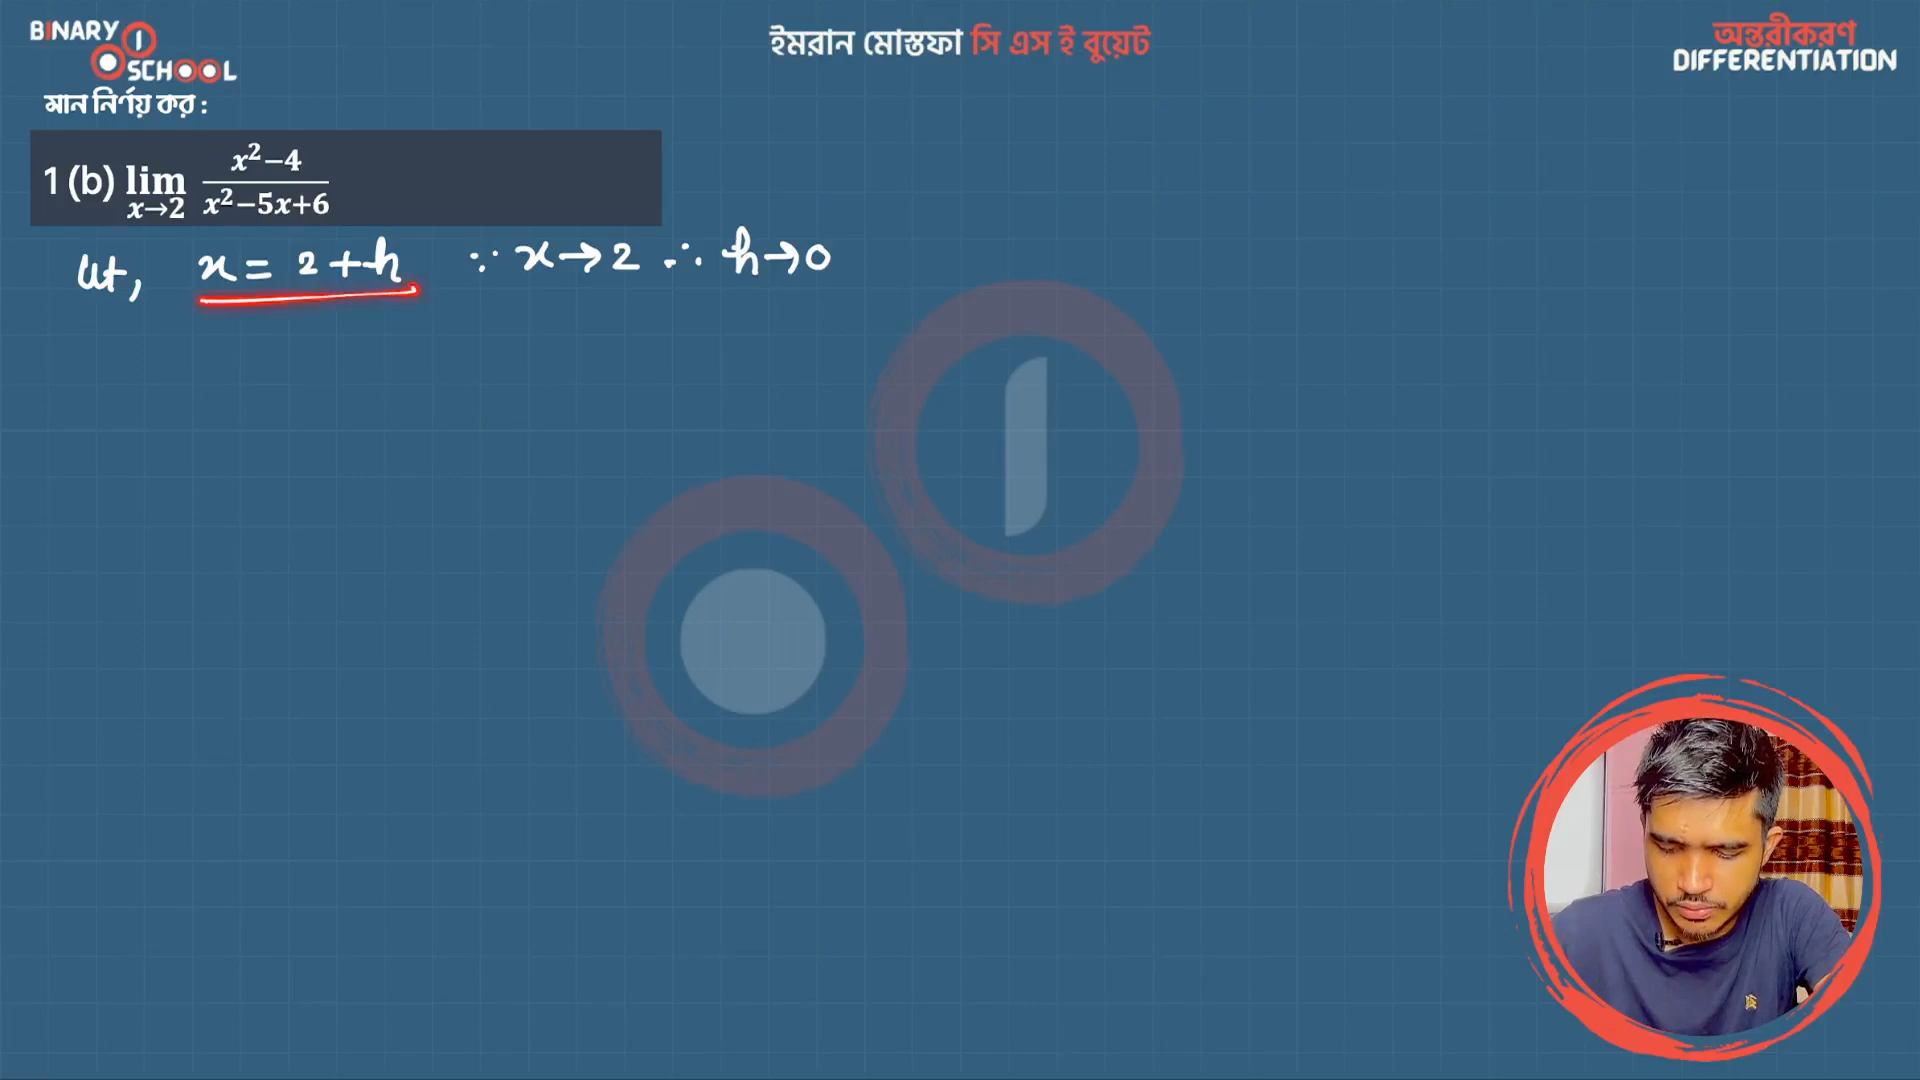 BINARY SCHOOL
ইমরান মোস্তফা সি এস ই বুয়েট
অন্তরীকরণ
DIFFERENTIATION
মান নির্ণয় কর :
1 (b) lim x→2 x²−4 / x²−5x+6
let, x = 2 + h ∵ x → 2 ∴ h → 0